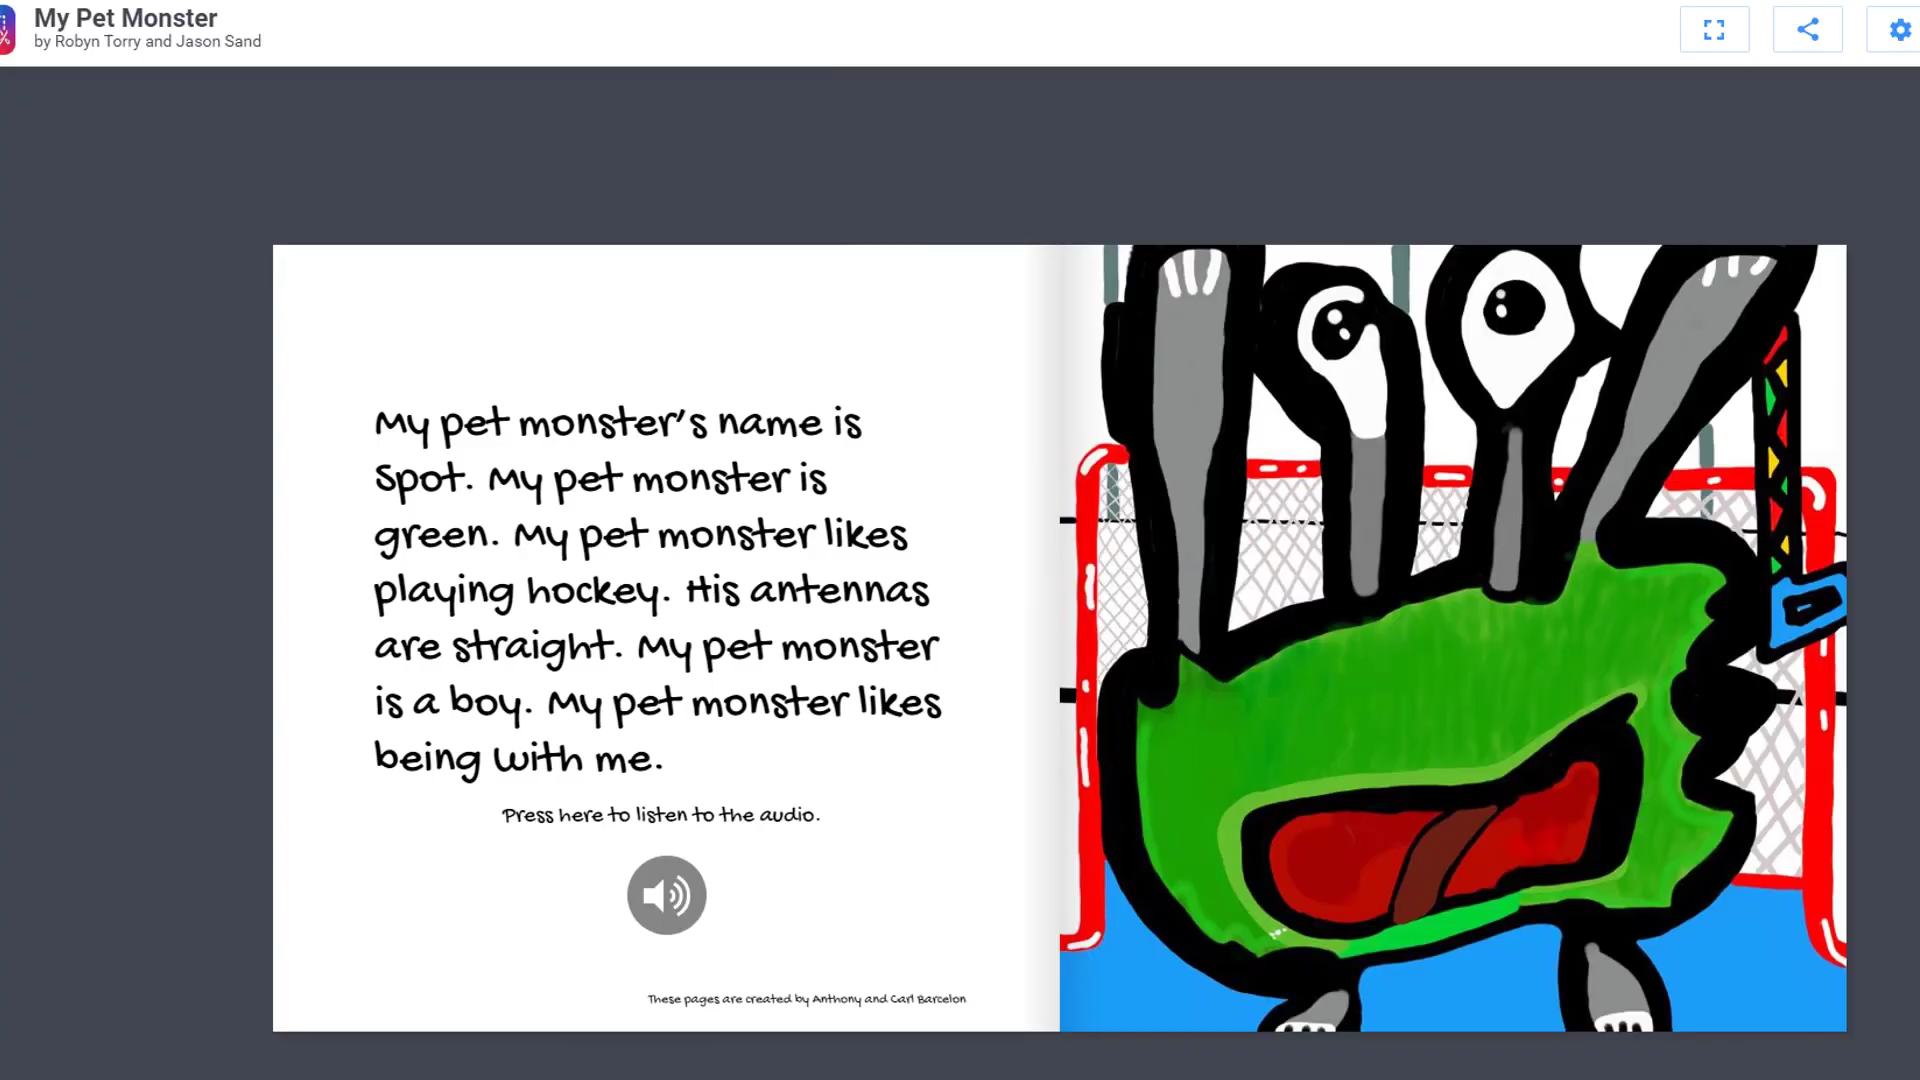 My Pet Monster
by Robyn Torry and Jason Sand
My pet monster's name is
Spot. My pet monster is
green. My pet monster likes
playing hockey. His antennas
are straight. My pet monster
is a boy. My pet monster likes
being with me.
Press here to listen to the audio.
These pages are created by Anthony and Carl Barcelon